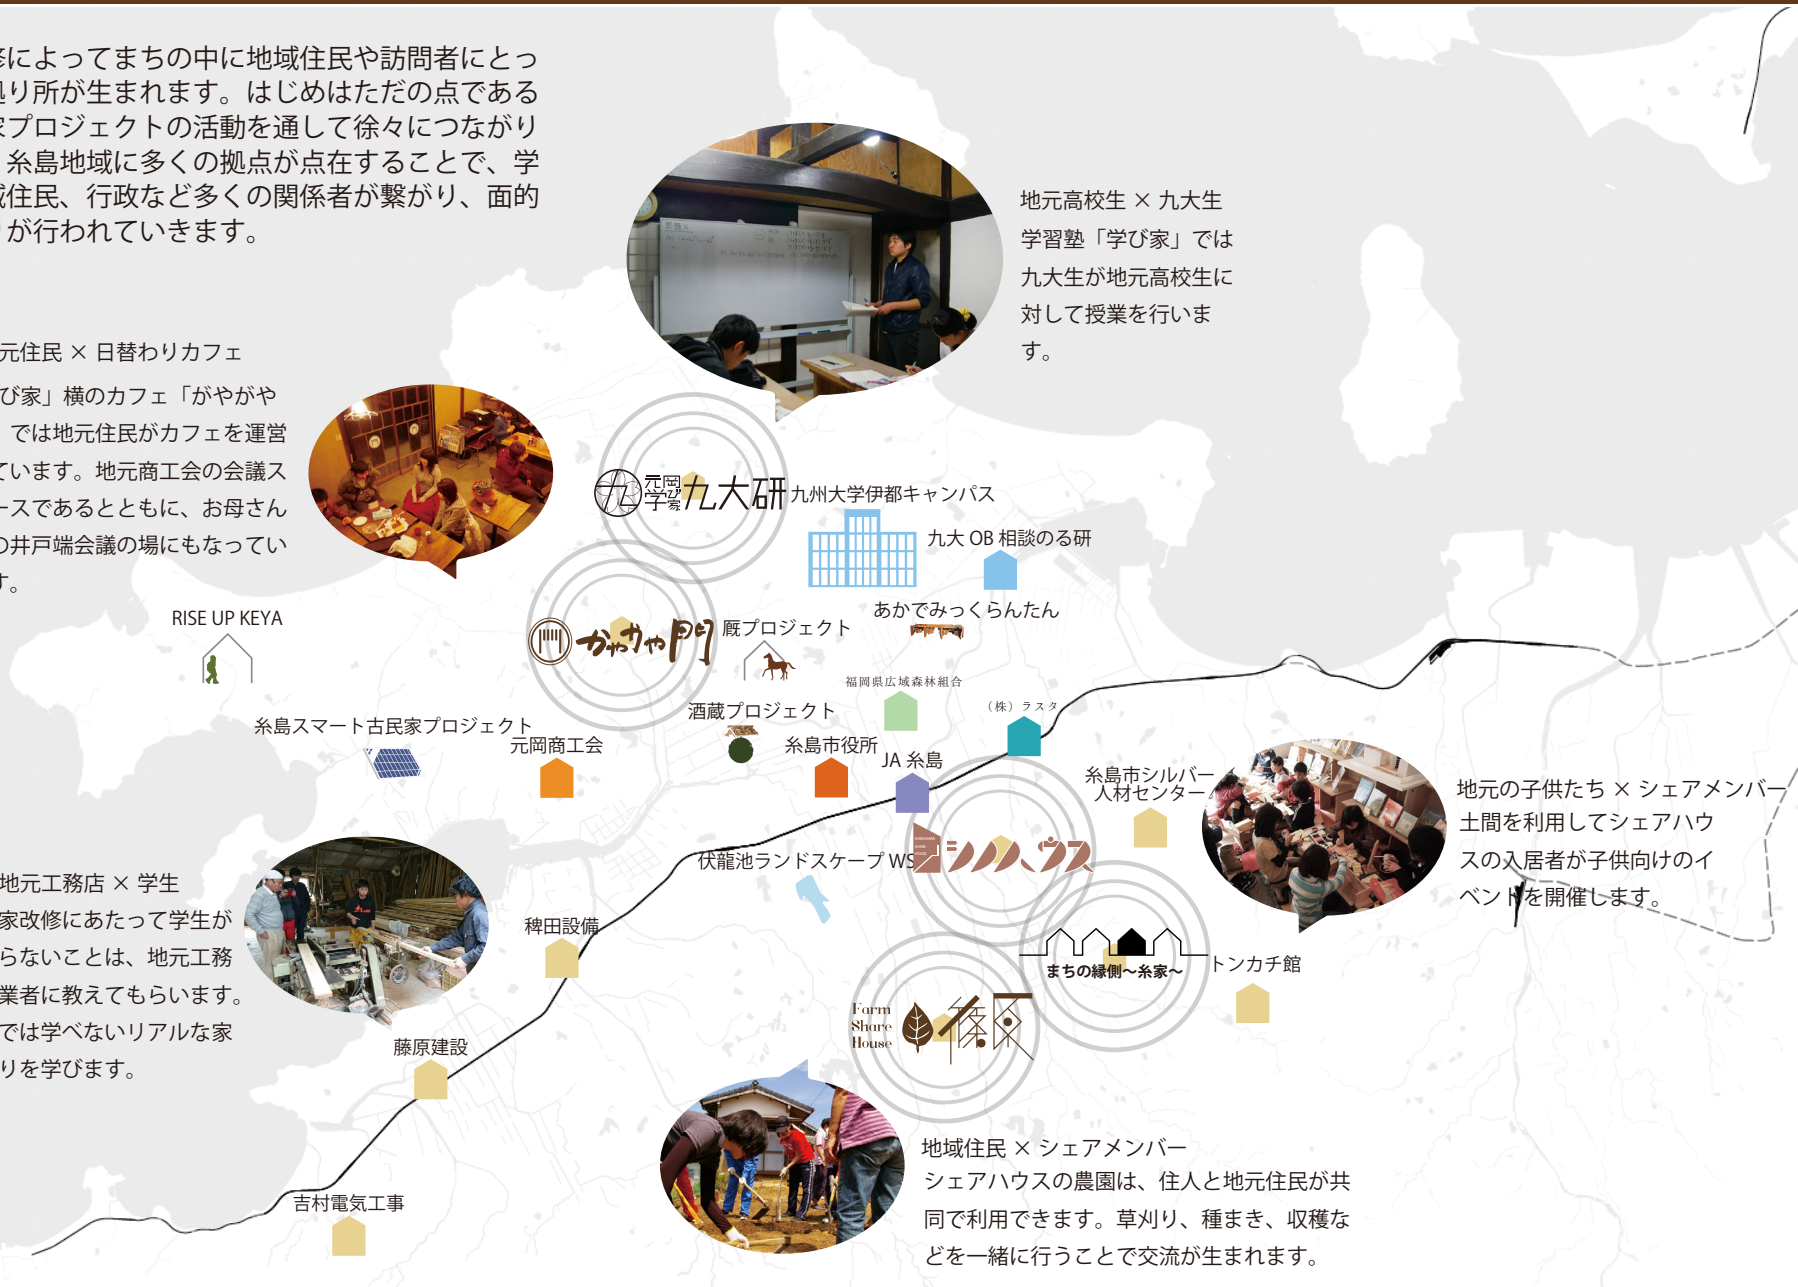 修によってまちの中に地域住民や訪問者にとっ
処り所が生まれます。はじめはただの点である
家プロジェクトの活動を通して徐々につながり
、糸島地域に多くの拠点が点在することで、学
域住民、行政など多くの関係者が繋がり、面的
りが行われていきます。
地元高校生 × 九大生
学習塾「学び家」では
九大生が地元高校生に
対して授業を行いま
す。
元住民 × 日替わりカフェ
び家」横のカフェ「がやがや
」では地元住民がカフェを運営
ています。地元商工会の会議ス
ースであるとともに、お母さん
の井戸端会議の場にもなってい
す。
元岡
学び家
九大研
九州大学伊都キャンパス
九大 OB 相談のる研
あかでみっくらんたん
RISE UP KEYA
がやがや門
厩プロジェクト
福岡県広域森林組合
（株）ラスタ
糸島スマート古民家プロジェクト
元岡商工会
酒蔵プロジェクト
糸島市役所
JA 糸島
糸島市シルバー
人材センター
地元の子供たち × シェアメンバー
土間を利用してシェアハウ
スの入居者が子供向けのイ
ベントを開催します。
伏龍池ランドスケープ WS
シノハウス
地元工務店 × 学生
家改修にあたって学生が
らないことは、地元工務
業者に教えてもらいます。
では学べないリアルな家
りを学びます。
稗田設備
まちの縁側～糸家～
トンカチ館
Farm
Share
House
篠原
藤原建設
吉村電気工事
地域住民 × シェアメンバー
シェアハウスの農園は、住人と地元住民が共
同で利用できます。草刈り、種まき、収穫な
どを一緒に行うことで交流が生まれます。